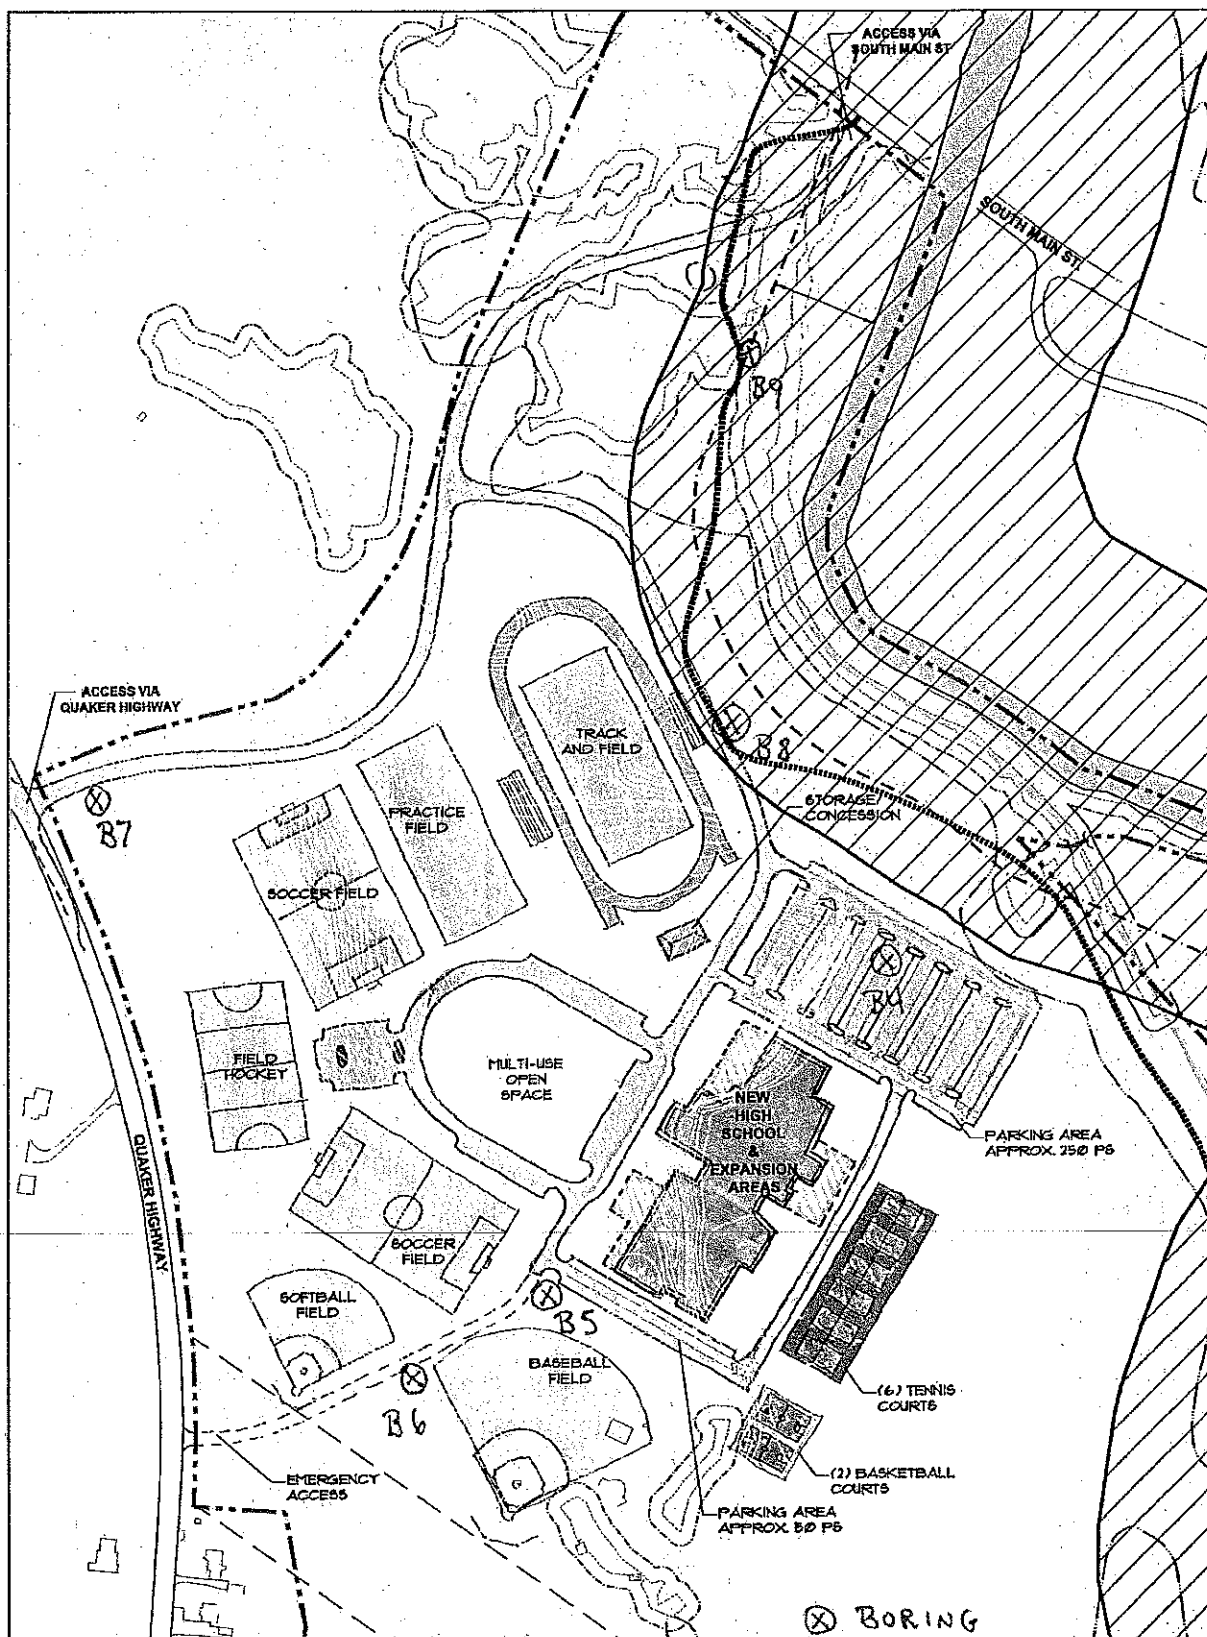 ACCESS VIA
SOUTH MAIN ST
SOUTH MAIN ST.
B9
ACCESS VIA
QUAKER HIGHWAY
TRACK
AND FIELD
B8
B7
PRACTICE
FIELD
STORAGE/
CONCESSION
SOCCER FIELD
B4
FIELD
HOCKEY
MULTI-USE
OPEN
SPACE
NEW
HIGH
SCHOOL
&
EXPANSION
AREAS
PARKING AREA
APPROX. 250 PS
QUAKER HIGHWAY
SOCCER
FIELD
SOFTBALL
FIELD
B5
BASEBALL
FIELD
(6) TENNIS
COURTS
B6
EMERGENCY
ACCESS
(2) BASKETBALL
COURTS
PARKING AREA
APPROX. 50 PS
BORING